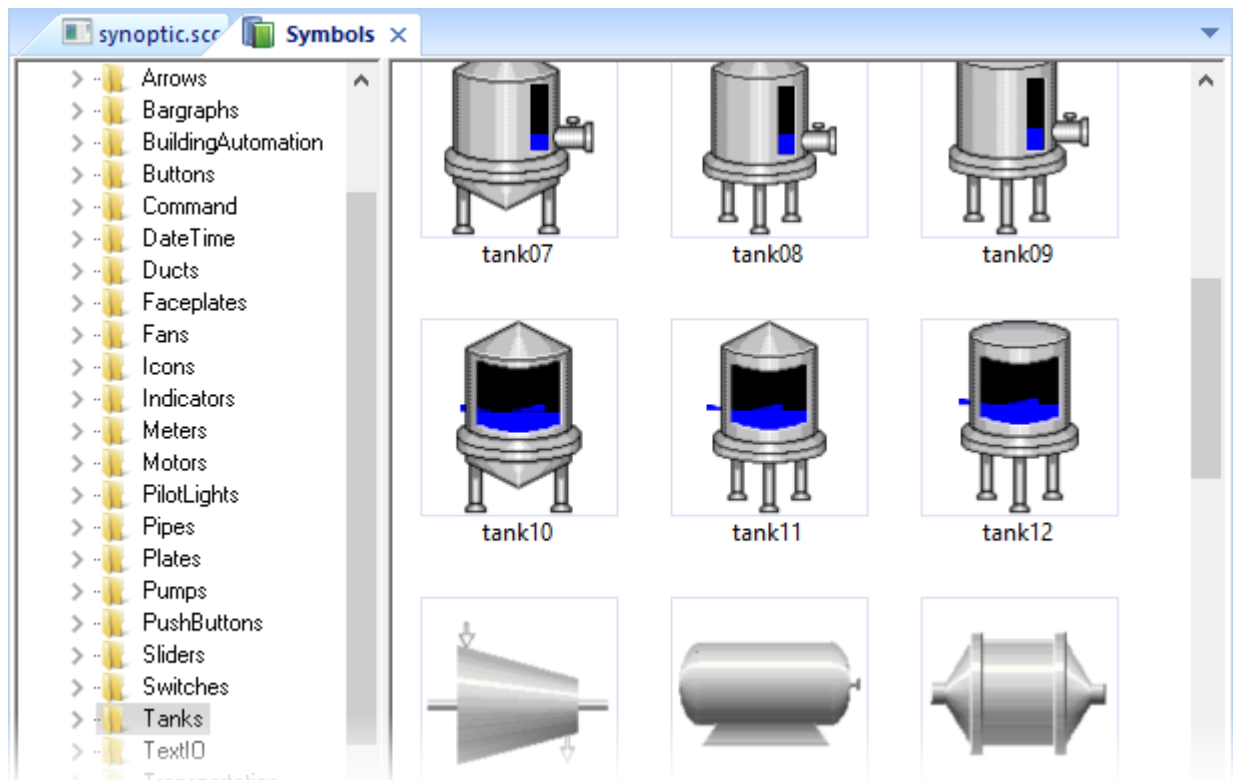 synoptic.scc
Symbols
Arrows
Bargraphs
BuildingAutomation
Buttons
Command
DateTime
Ducts
Faceplates
Fans
Icons
Indicators
Meters
Motors
PilotLights
Pipes
Plates
Pumps
PushButtons
Sliders
Switches
Tanks
TextIO
tank07
tank08
tank09
tank10
tank11
tank12